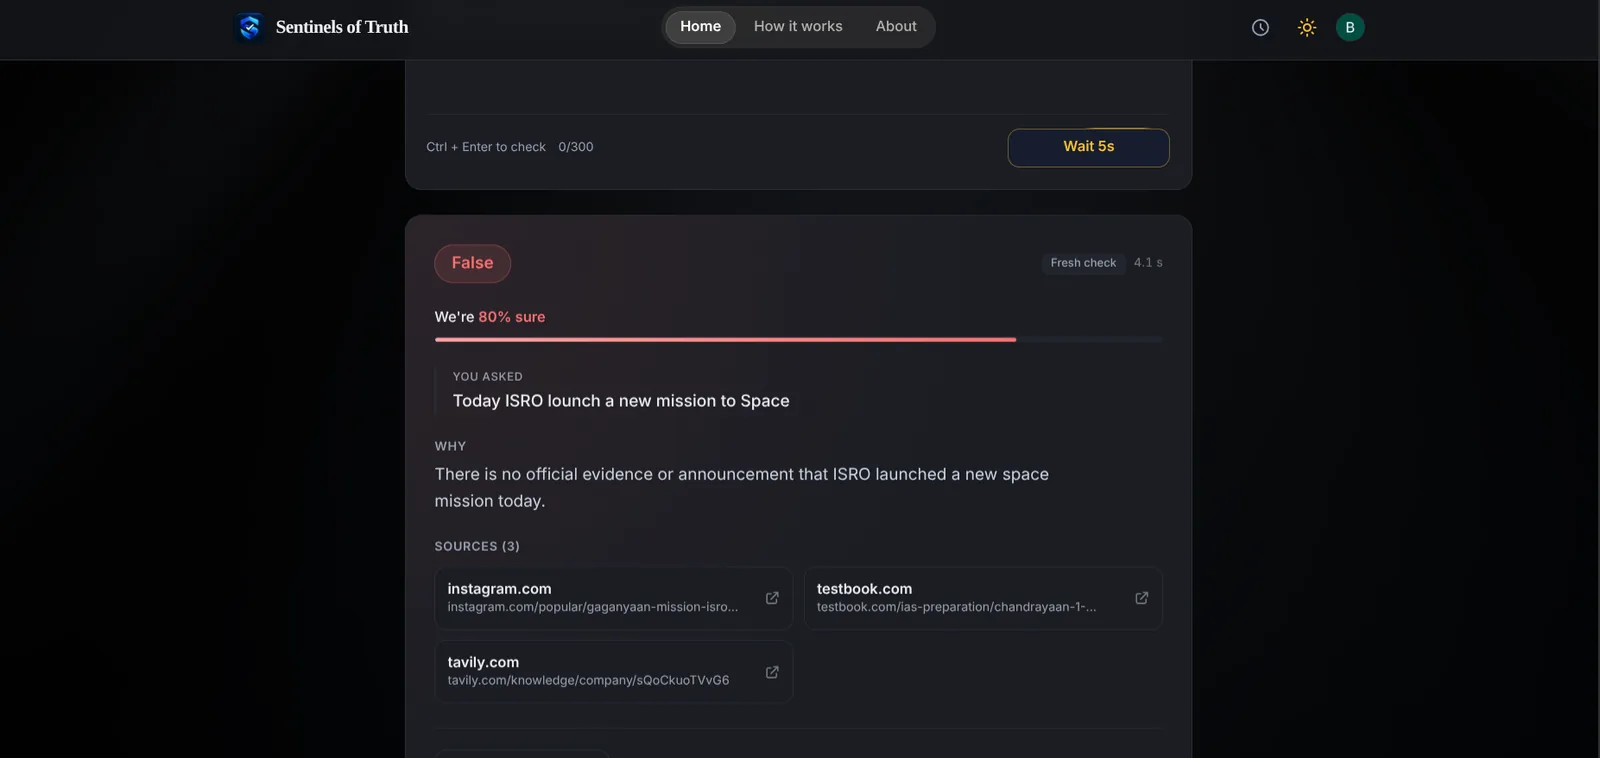 Sentinels of Truth
Home How it works About B
Ctrl + Enter to check 0/300 Wait 5s
False Fresh check 4.1 s
We're 80% sure
YOU ASKED
Today ISRO lounch a new mission to Space
WHY
There is no official evidence or announcement that ISRO launched a new space
mission today.
SOURCES (3)
instagram.com
instagram.com/popular/gaganyaan-mission-isro...
testbook.com
testbook.com/ias-preparation/chandrayaan-1-...
tavily.com
tavily.com/knowledge/company/sQoCkuoTVvG6